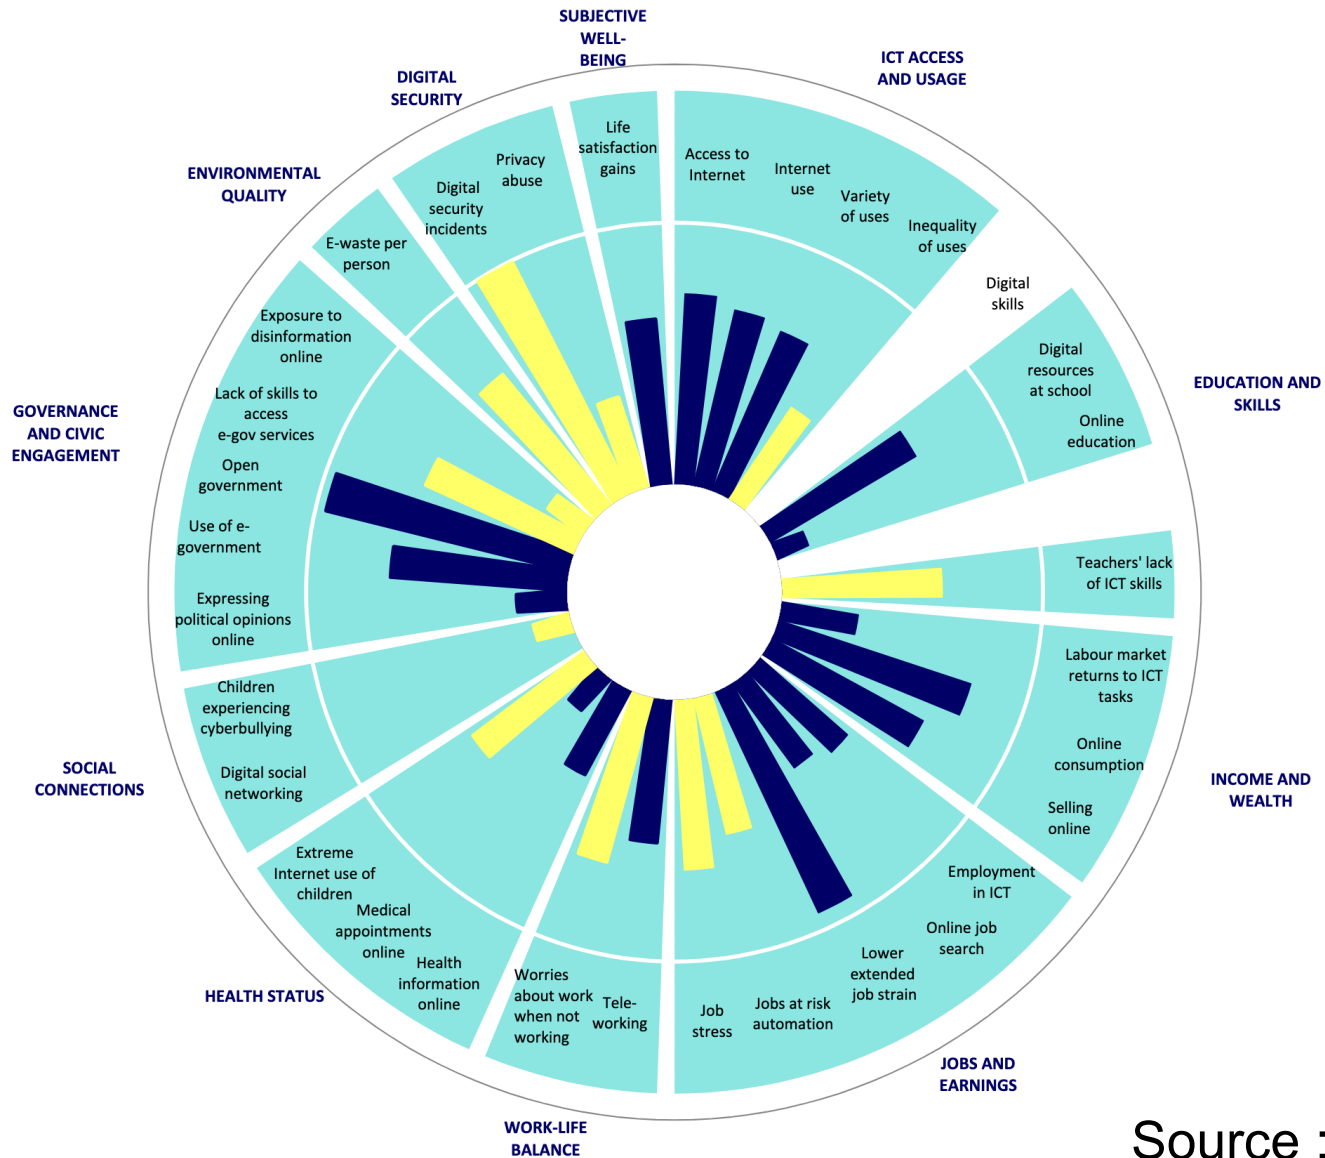 SUBJECTIVE
WELL-
BEING
ICT ACCESS
AND USAGE
DIGITAL
SECURITY
ENVIRONMENTAL
QUALITY
Life
satisfaction
gains
Access to
Internet
Internet
use
Variety
of uses
Inequality
of uses
Privacy
abuse
Digital
security
incidents
E-waste per
person
Digital
skills
Digital
resources
at school
Online
education
EDUCATION AND
SKILLS
Exposure to
disinformation
online
Lack of skills to
access
e-gov services
GOVERNANCE
AND CIVIC
ENGAGEMENT
Open
government
Use of e-
government
Expressing
political opinions
online
Teachers' lack
of ICT skills
Labour market
returns to ICT
tasks
Online
consumption
Selling
online
INCOME AND
WEALTH
Children
experiencing
cyberbullying
Digital social
networking
SOCIAL
CONNECTIONS
Extreme
Internet use of
children
Medical
appointments
online
Health
information
online
HEALTH STATUS
Worries
about work
when not
working
Tele-
working
Job
stress
Jobs at risk
automation
Lower
extended
job strain
Online job
search
Employment
in ICT
JOBS AND
EARNINGS
WORK-LIFE
BALANCE
Source :